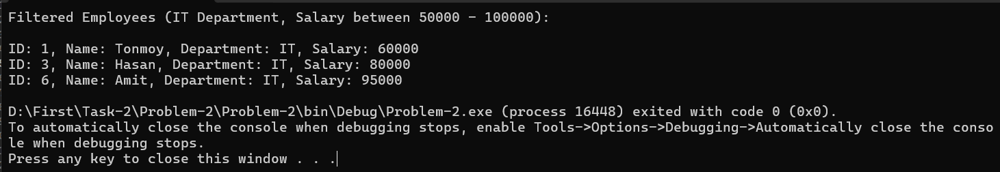 Filtered Employees (IT Department, Salary between 50000 - 100000):
ID: 1, Name: Tonmoy, Department: IT, Salary: 60000
ID: 3, Name: Hasan, Department: IT, Salary: 80000
ID: 6, Name: Amit, Department: IT, Salary: 95000
D:\First\Task-2\Problem-2\Problem-2\bin\Debug\Problem-2.exe (process 16448) exited with code 0 (0x0).
To automatically close the console when debugging stops, enable Tools->Options->Debugging->Automatically close the conso
le when debugging stops.
Press any key to close this window . . .